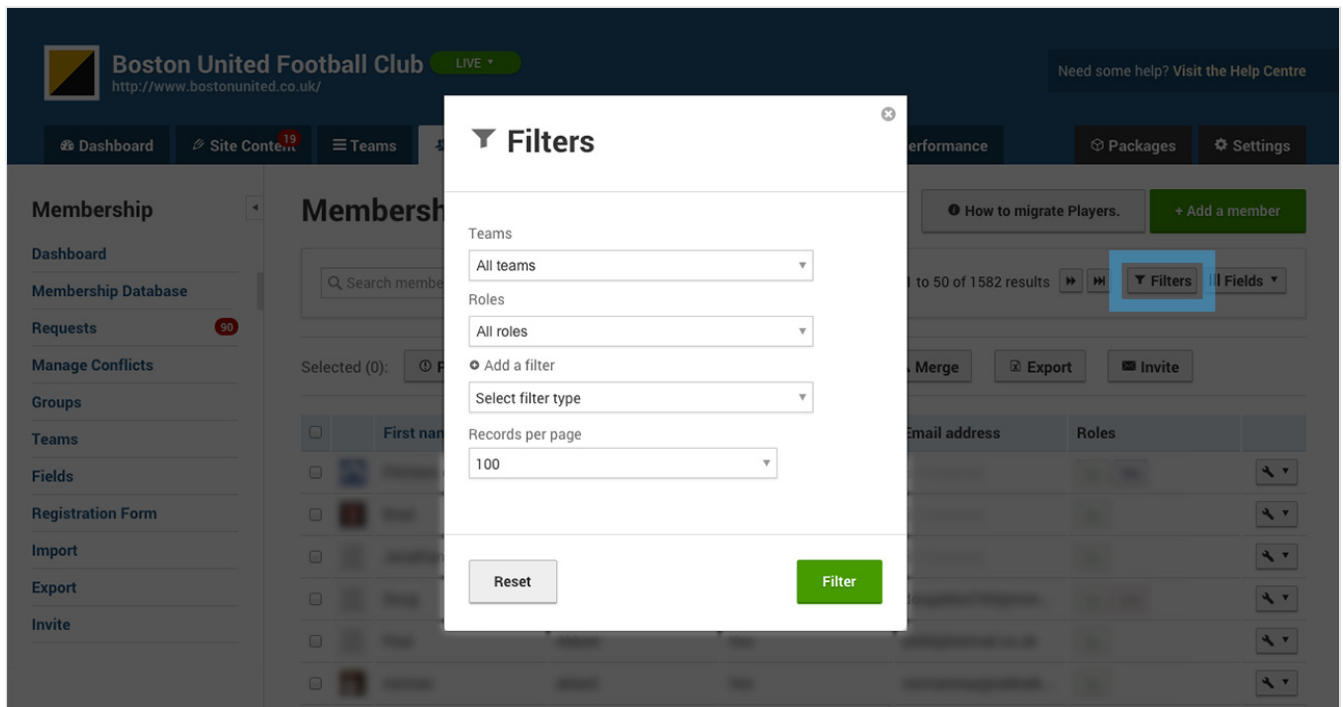 Boston United Football Club
LIVE
http://www.bostonunited.co.uk/
Need some help? Visit the Help Centre
Dashboard
Site Content
19
Teams
erformance
Packages
Settings
Membership
Dashboard
Membership Database
Requests
90
Manage Conflicts
Groups
Teams
Fields
Registration Form
Import
Export
Invite
Membersh
How to migrate Players.
+ Add a member
Search membe
1 to 50 of 1582 results
Filters
Fields
Selected (0):
Merge
Export
Invite
First nam
Email address
Roles
Filters
Teams
All teams
Roles
All roles
Add a filter
Select filter type
Records per page
100
Reset
Filter